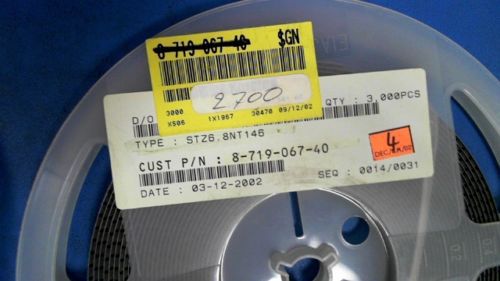 8-719-067-40 $GN
2700
3000
X506 1X1967 30470 09/12/02
D/O
QTY : 3,000PCS
TYPE : STZ6.8NT146
CUST P/N : 8-719-067-40
4
DATE : 03-12-2002 SEQ : 0014/0031